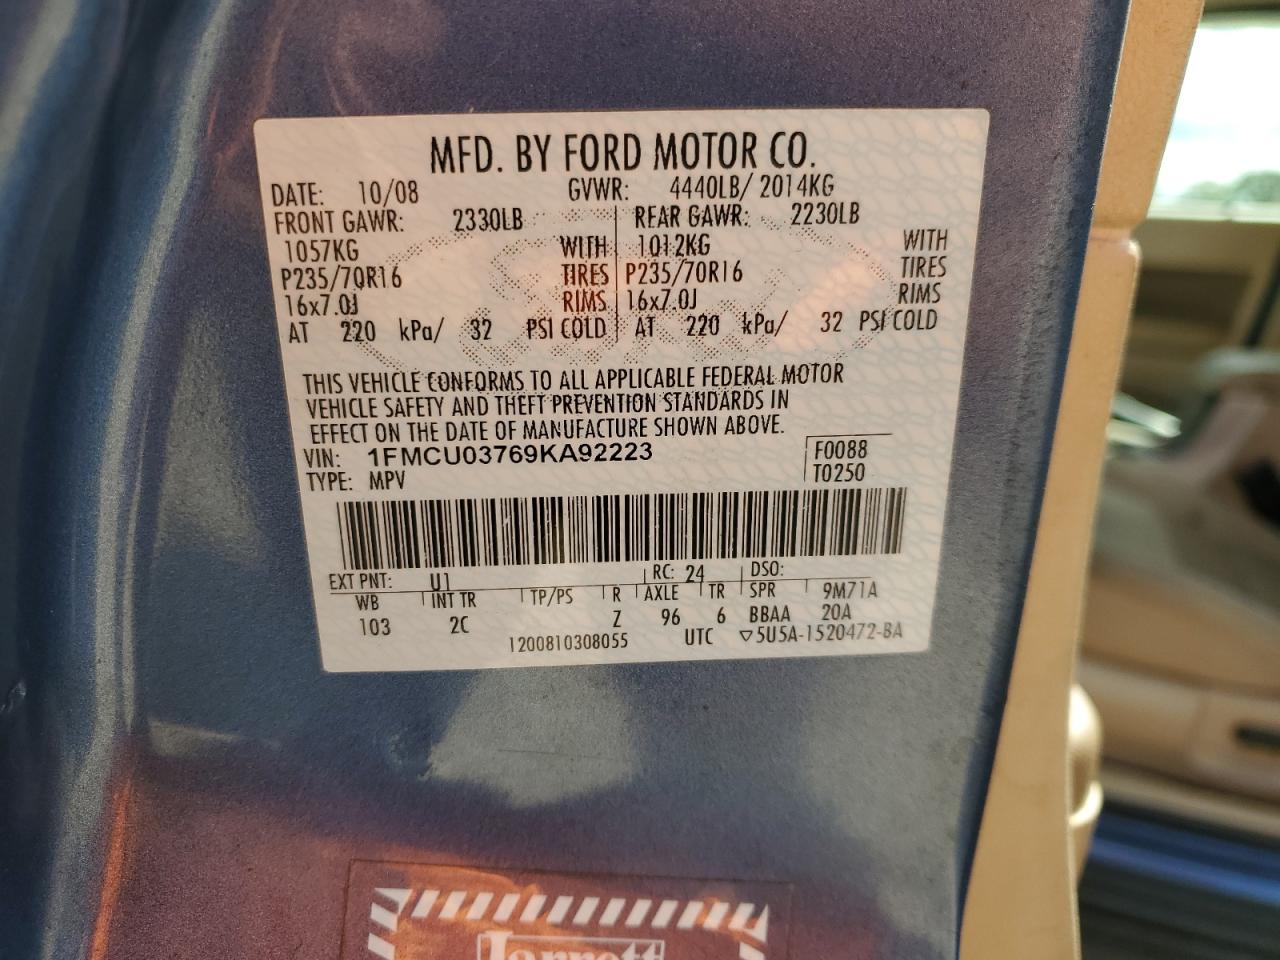 MFD. BY FORD MOTOR CO.
DATE: 10/08 GVWR: 4440LB/ 2014KG
FRONT GAWR: 2330LB REAR GAWR: 2230LB
1057KG WITH 1012KG WITH
P235/70R16 TIRES P235/70R16 TIRES
16x7.0J RIMS 16x7.0J RIMS
AT 220 kPa/ 32 PSI COLD AT 220 kPa/ 32 PSI COLD
THIS VEHICLE CONFORMS TO ALL APPLICABLE FEDERAL MOTOR
VEHICLE SAFETY AND THEFT PREVENTION STANDARDS IN
EFFECT ON THE DATE OF MANUFACTURE SHOWN ABOVE.
VIN: 1FMCU03769KA92223 F0088
TYPE: MPV T0250
EXT PNT: U1 RC: 24 DSO:
WB INT TR TP/PS R AXLE TR SPR 9M71A
103 2C Z 96 6 BBAA 20A
1200810308055 UTC ▽5U5A-1520472-BA
Jarrett